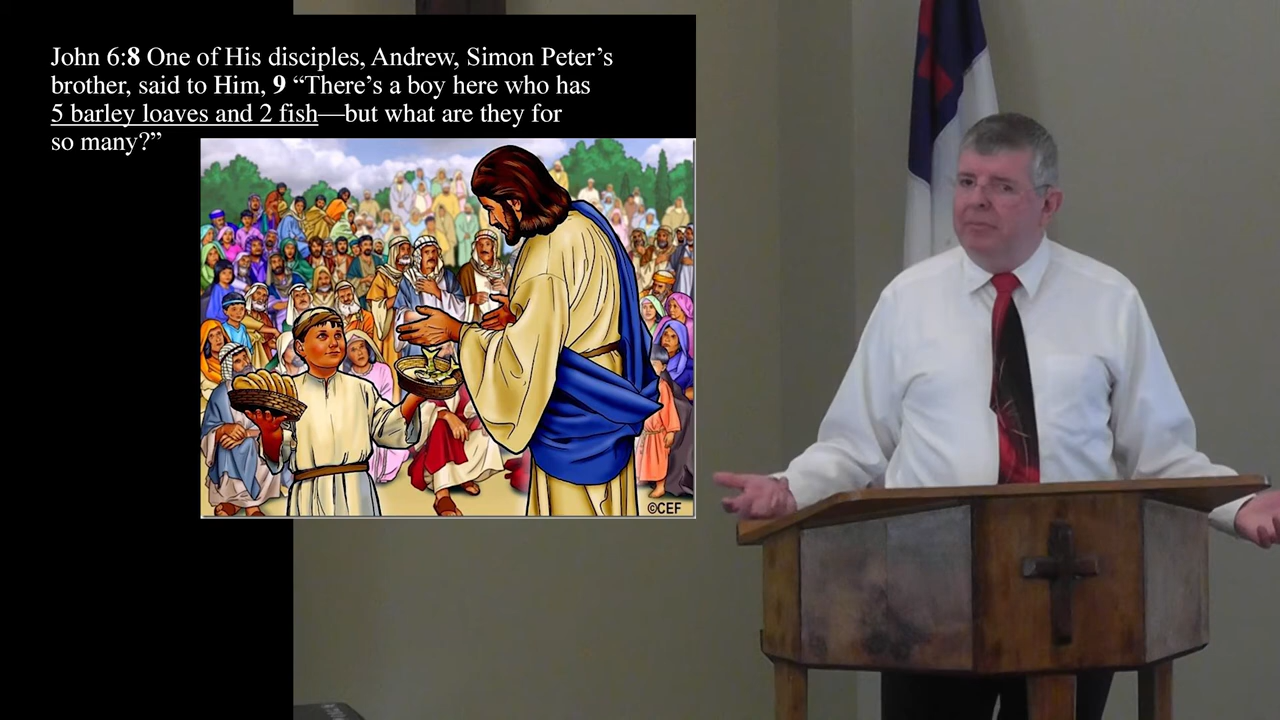 John 6:8 One of His disciples, Andrew, Simon Peter’s
brother, said to Him, 9 “There’s a boy here who has
5 barley loaves and 2 fish—but what are they for
so many?”
©CEF